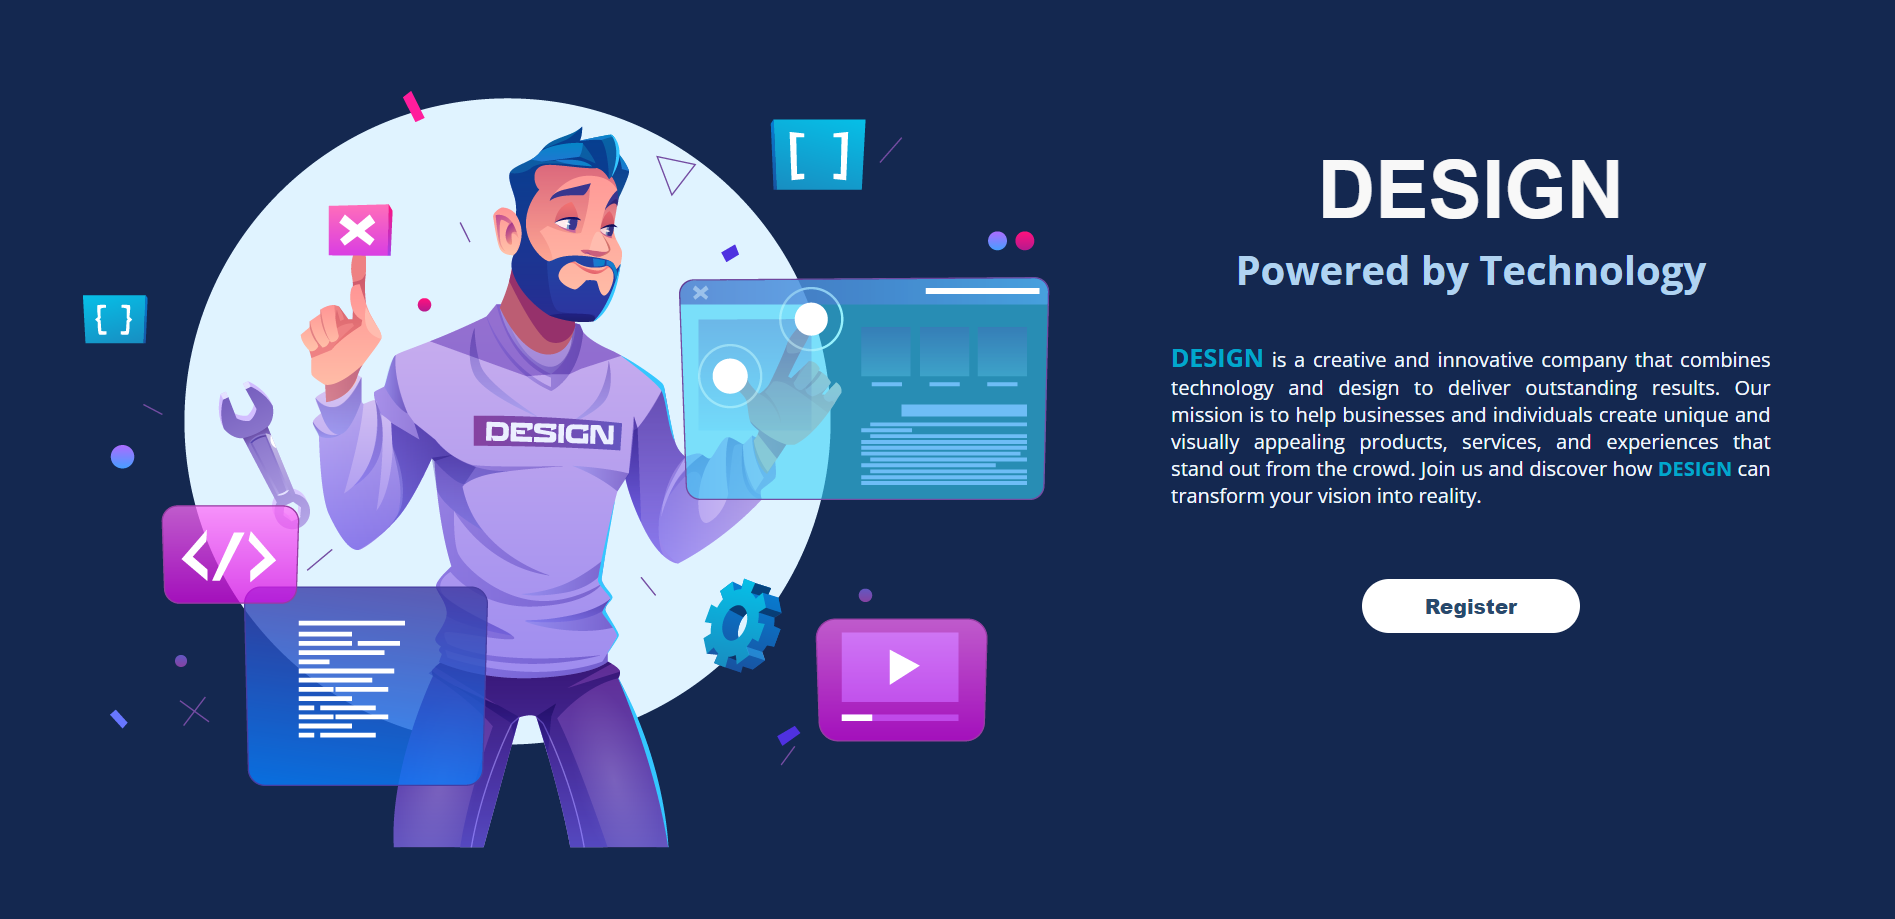 [ ]
{ }
DESIGN
</>
DESIGN
Powered by Technology
DESIGN is a creative and innovative company that combines
technology and design to deliver outstanding results. Our
mission is to help businesses and individuals create unique and
visually appealing products, services, and experiences that
stand out from the crowd. Join us and discover how DESIGN can
transform your vision into reality.
Register